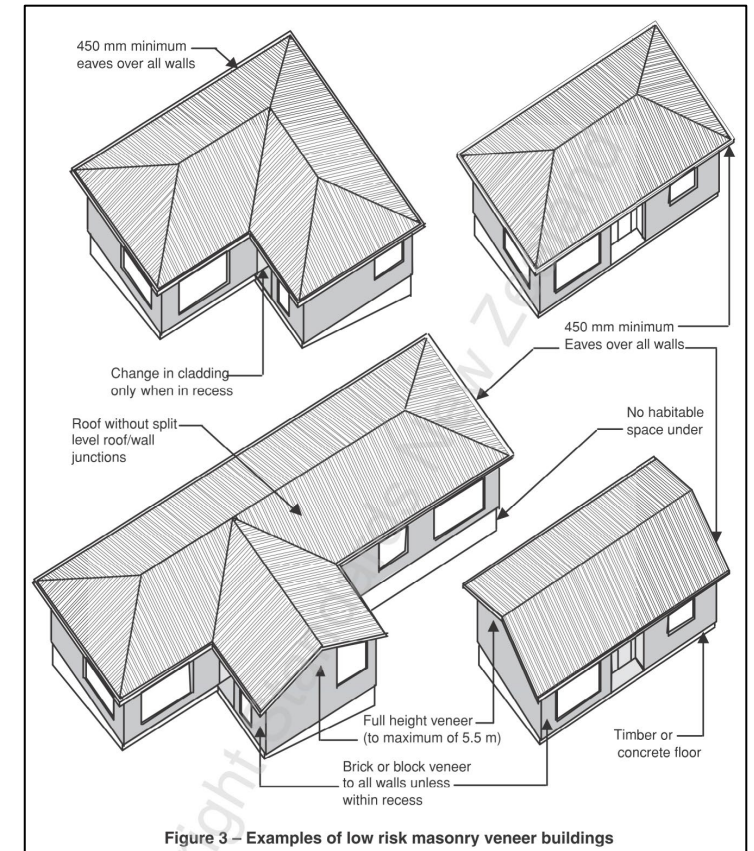 450 mm minimum
eaves over all walls
Change in cladding
only when in recess
450 mm minimum
Eaves over all walls
Roof without split
level roof/wall
junctions
No habitable
space under
Full height veneer
(to maximum of 5.5 m)
Brick or block veneer
to all walls unless
within recess
Timber or
concrete floor
Figure 3 – Examples of low risk masonry veneer buildings